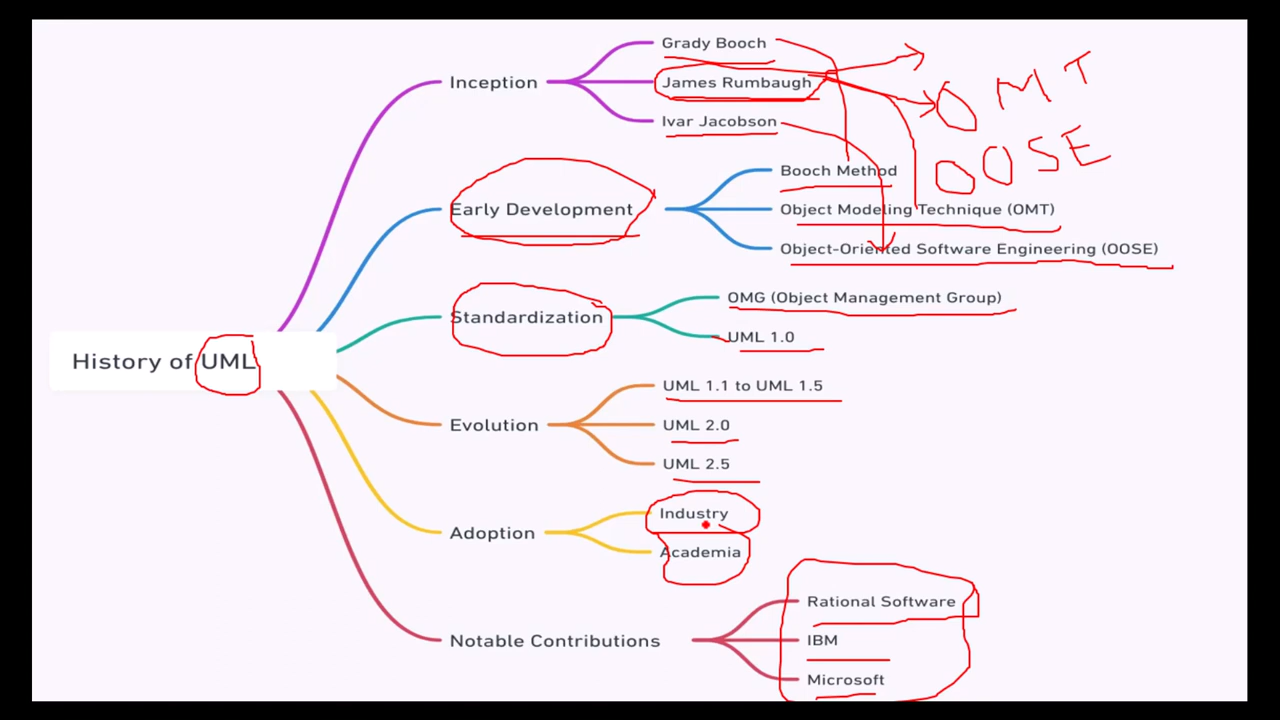 History of UML
Inception
Grady Booch
James Rumbaugh
Ivar Jacobson
OMT
OOSE
Early Development
Booch Method
Object Modeling Technique (OMT)
Object-Oriented Software Engineering (OOSE)
Standardization
OMG (Object Management Group)
UML 1.0
Evolution
UML 1.1 to UML 1.5
UML 2.0
UML 2.5
Adoption
Industry
Academia
Notable Contributions
Rational Software
IBM
Microsoft